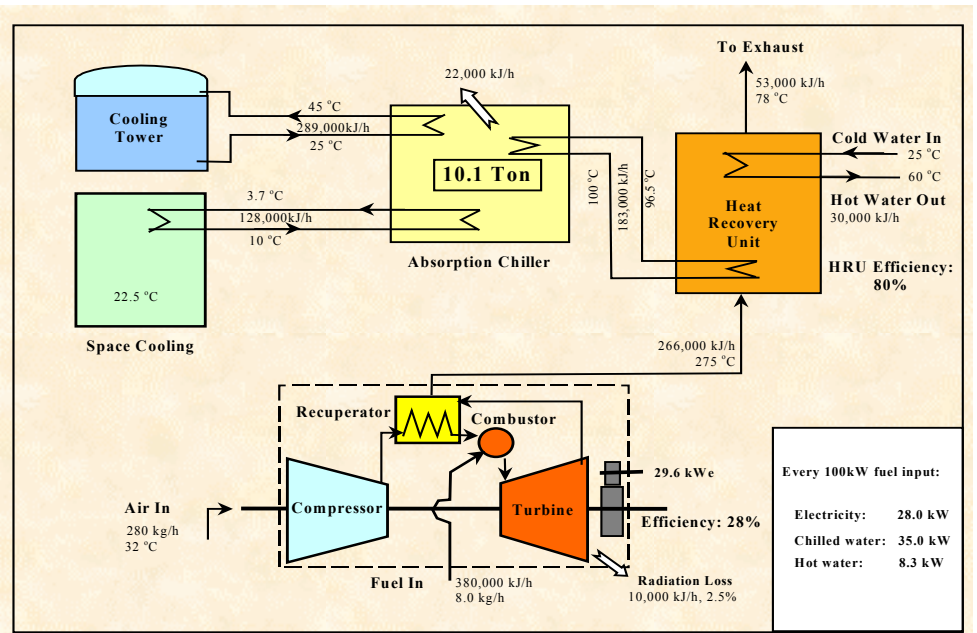 To Exhaust
53,000 kJ/h
78 °C
22,000 kJ/h
45 °C
289,000kJ/h
25 °C
Cooling
Tower
10.1 Ton
Absorption Chiller
100 °C
183,000 kJ/h
96.5 °C
Cold Water In
25 °C
60 °C
Hot Water Out
30,000 kJ/h
Heat
Recovery
Unit
HRU Efficiency:
80%
3.7 °C
128,000kJ/h
10 °C
22.5 °C
Space Cooling
266,000 kJ/h
275 °C
Recuperator
Combustor
Compressor
Turbine
29.6 kWe
Efficiency: 28%
Air In
280 kg/h
32 °C
Fuel In
380,000 kJ/h
8.0 kg/h
Radiation Loss
10,000 kJ/h, 2.5%
Every 100kW fuel input:
Electricity: 28.0 kW
Chilled water: 35.0 kW
Hot water: 8.3 kW